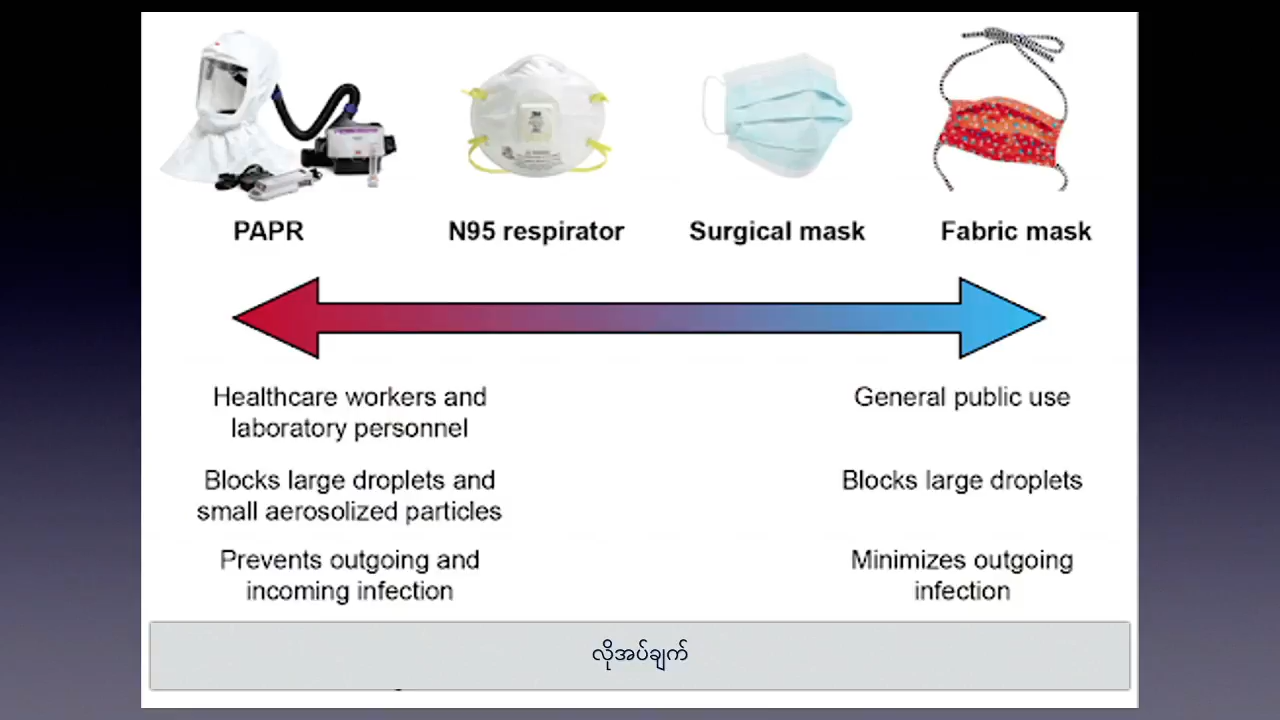 PAPR
N95 respirator
Surgical mask
Fabric mask
Healthcare workers and
laboratory personnel
General public use
Blocks large droplets and
small aerosolized particles
Blocks large droplets
Prevents outgoing and
incoming infection
Minimizes outgoing
infection
လိုအပ်ချက်